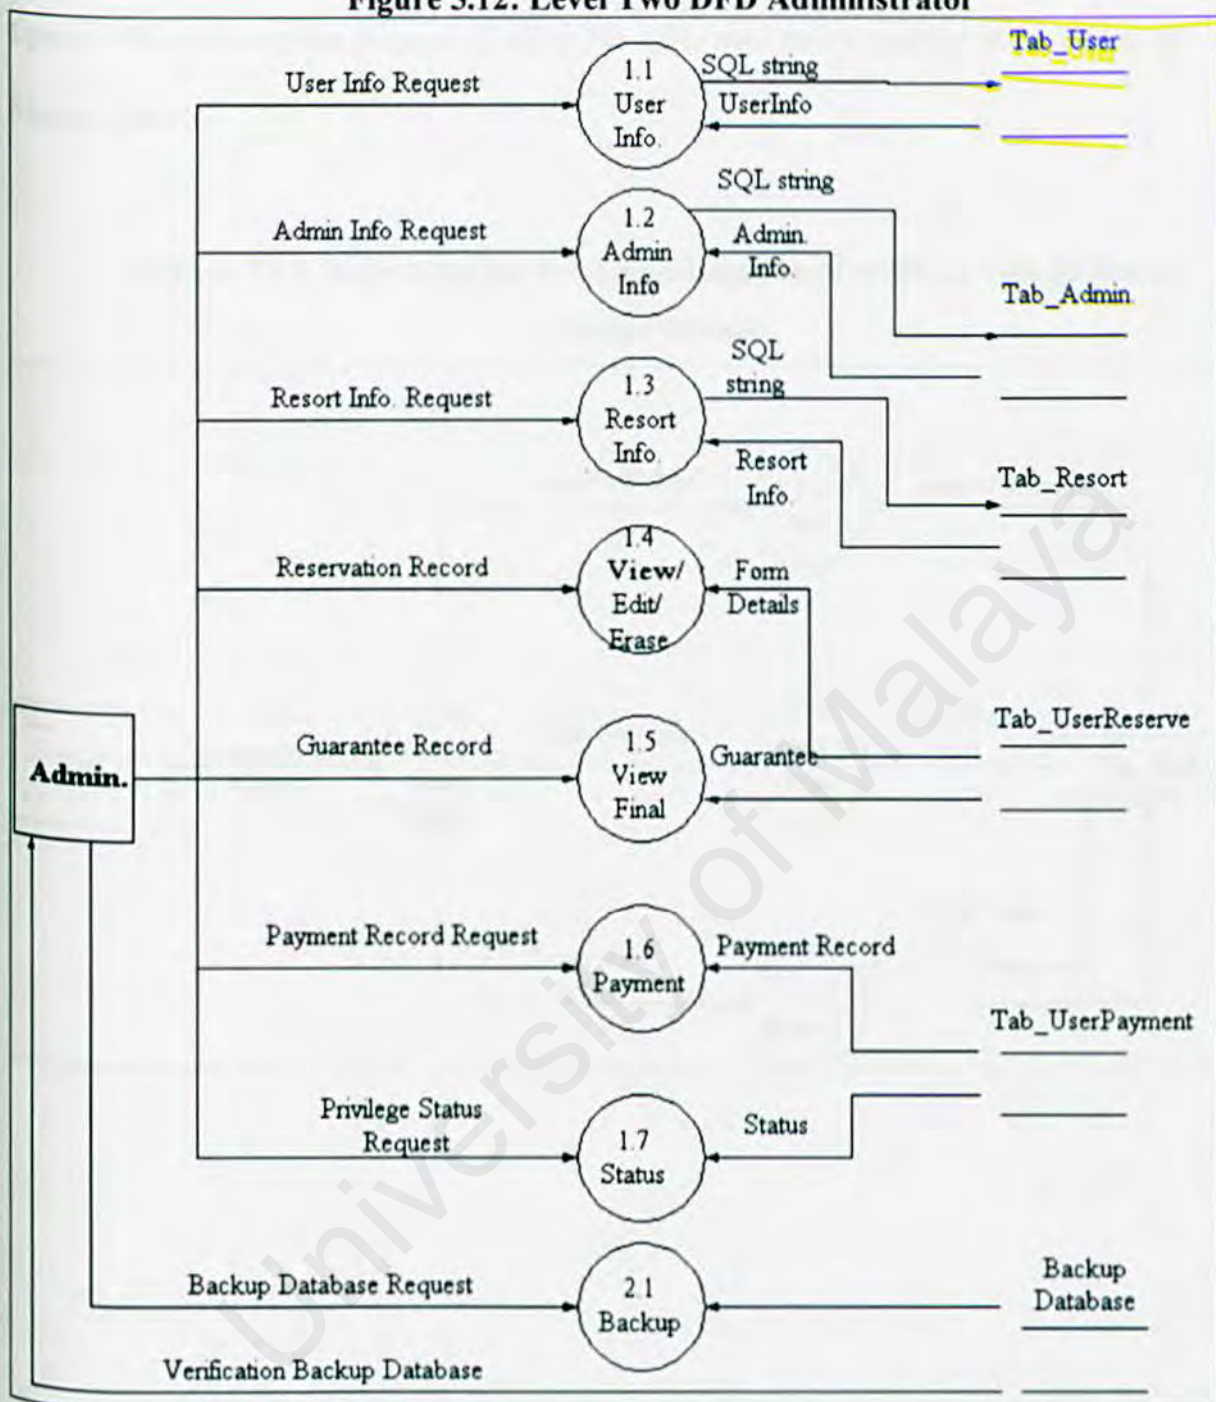 Figure 3.12: Level Two DFD Administrator
Tab_User
User Info Request
1.1
User
Info.
SQL string
UserInfo
SQL string
Admin Info Request
1.2
Admin
Info
Admin.
Info.
Tab_Admin
SQL
string
Resort Info. Request
1.3
Resort
Info.
Resort
Info.
Tab_Resort
Reservation Record
1.4
View/
Edit/
Erase
Form
Details
Tab_UserReserve
Admin.
Guarantee Record
1.5
View
Final
Guarantee
Payment Record Request
1.6
Payment
Payment Record
Tab_UserPayment
Privilege Status
Request
1.7
Status
Status
Backup Database Request
2.1
Backup
Backup
Database
Verification Backup Database
University of Malaya